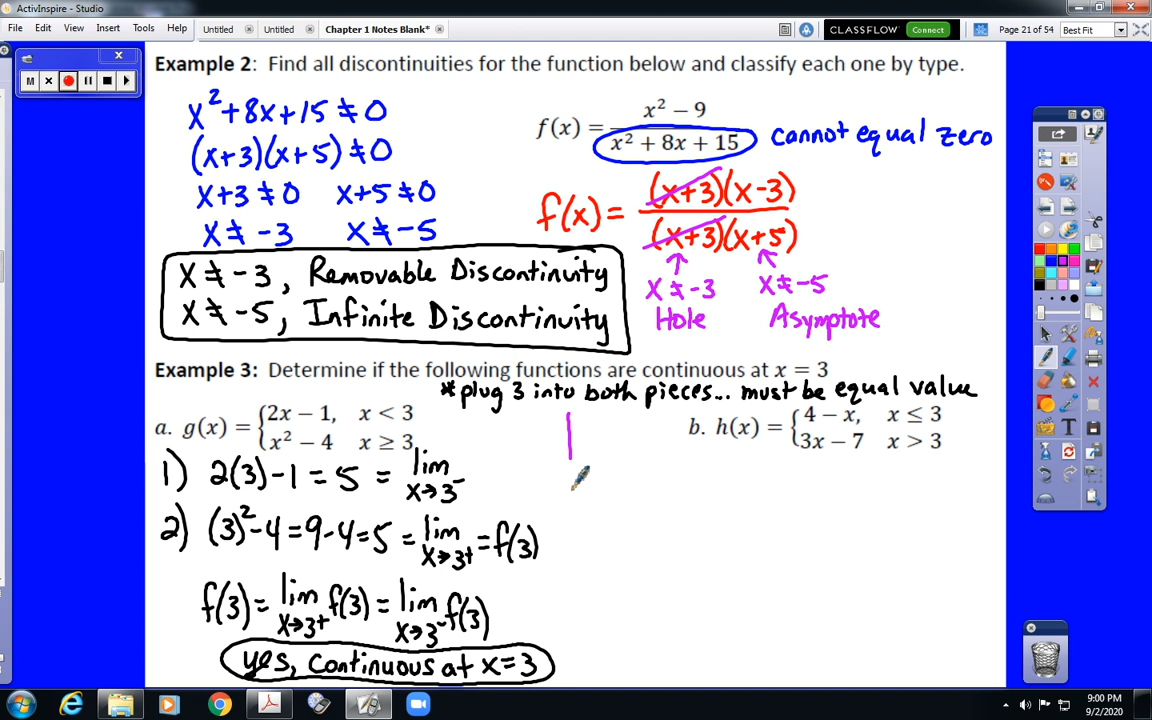 ActivInspire - Studio
File Edit View Insert Tools Help Untitled Untitled Chapter 1 Notes Blank* CLASSFLOW Connect Page 21 of 54 Best Fit
M
Example 2: Find all discontinuities for the function below and classify each one by type.
x² + 8x + 15 ≠ 0
(x+3)(x+5) ≠ 0
x+3 ≠ 0 x+5 ≠ 0
x ≠ -3 x ≠ -5
f(x) = (x² − 9)/(x² + 8x + 15) cannot equal zero
f(x) = (x+3)(x-3)/(x+3)(x+5)
x ≠ -3 x ≠ -5
Hole Asymptote
x ≠ -3, Removable Discontinuity
x ≠ -5, Infinite Discontinuity
Example 3: Determine if the following functions are continuous at x = 3
*plug 3 into both pieces... must be equal value
a. g(x) = {2x − 1, x < 3
x² − 4 x ≥ 3
b. h(x) = {4 − x, x ≤ 3
3x − 7 x > 3
1) 2(3)-1 = 5 = lim x→3⁻
2) (3)²-4 = 9-4 = 5 = lim x→3+ = f(3)
f(3) = lim x→3+ f(3) = lim x→3⁻ f(3)
yes, continuous at x=3
9:00 PM
9/2/2020